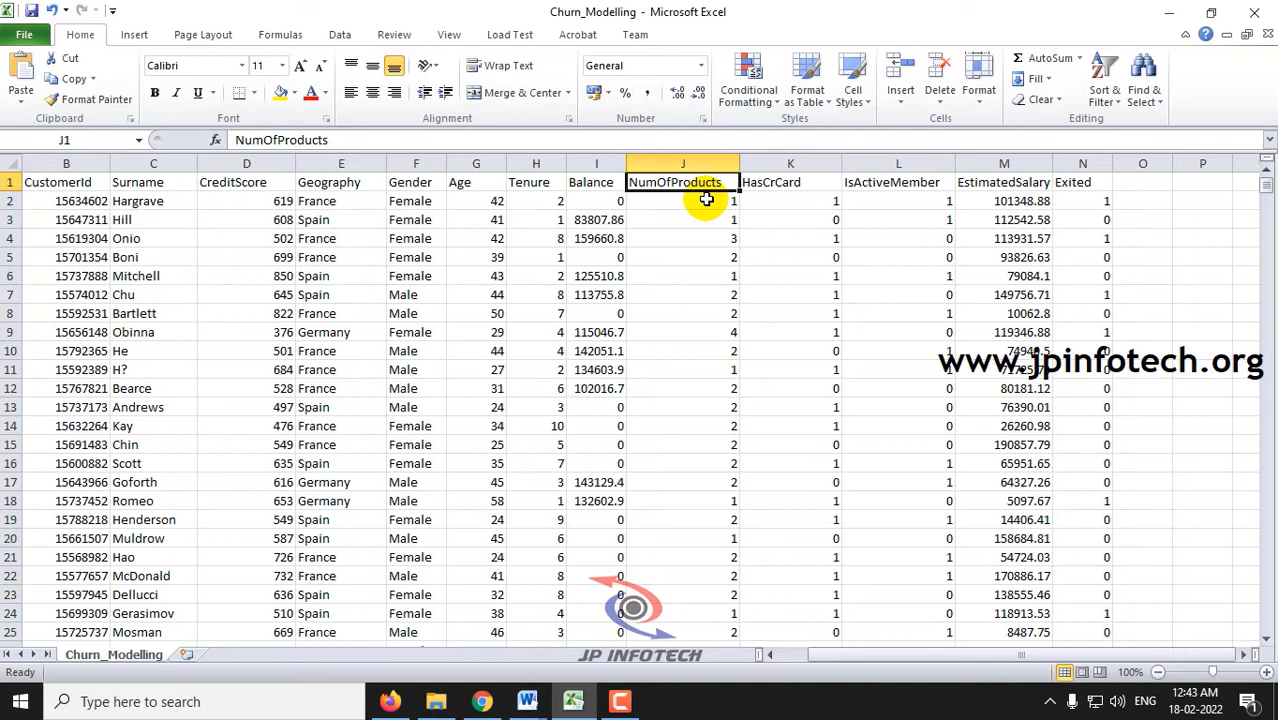 Churn_Modelling - Microsoft Excel
File Home Insert Page Layout Formulas Data Review View Load Test Acrobat Team
Paste Cut Copy Format Painter Clipboard
Calibri 11 A A B I U A Font
Wrap Text Merge & Center Alignment
General % , Number
Conditional Formatting Format as Table Cell Styles Styles
Insert Delete Format Cells
Σ AutoSum Fill Clear Sort & Filter Find & Select Editing
J1 fx NumOfProducts
B C D E F G H I J K L M N O P
1 CustomerId Surname CreditScore Geography Gender Age Tenure Balance NumOfProducts HasCrCard IsActiveMember EstimatedSalary Exited
2 15634602 Hargrave 619 France Female 42 2 0 1 1 1 101348.88 1
3 15647311 Hill 608 Spain Female 41 1 83807.86 1 0 1 112542.58 0
4 15619304 Onio 502 France Female 42 8 159660.8 3 1 0 113931.57 1
5 15701354 Boni 699 France Female 39 1 0 2 0 0 93826.63 0
6 15737888 Mitchell 850 Spain Female 43 2 125510.8 1 1 1 79084.1 0
7 15574012 Chu 645 Spain Male 44 8 113755.8 2 1 0 149756.71 1
8 15592531 Bartlett 822 France Male 50 7 0 2 1 1 10062.8 0
9 15656148 Obinna 376 Germany Female 29 4 115046.7 4 1 0 119346.88 1
10 15792365 He 501 France Male 44 4 142051.1 2 0 1 74940.5 0
www.jpinfotech.org
11 15592389 H? 684 France Male 27 2 134603.9 1 1 1 0
12 15767821 Bearce 528 France Male 31 6 102016.7 2 0 0 80181.12 0
13 15737173 Andrews 497 Spain Male 24 3 0 2 1 0 76390.01 0
14 15632264 Kay 476 France Female 34 10 0 2 1 0 26260.98 0
15 15691483 Chin 549 France Female 25 5 0 2 0 0 190857.79 0
16 15600882 Scott 635 Spain Female 35 7 0 2 1 1 65951.65 0
17 15643966 Goforth 616 Germany Male 45 3 143129.4 2 0 1 64327.26 0
18 15737452 Romeo 653 Germany Male 58 1 132602.9 1 1 0 5097.67 1
19 15788218 Henderson 549 Spain Female 24 9 0 2 1 1 14406.41 0
20 15661507 Muldrow 587 Spain Male 45 6 0 1 0 0 158684.81 0
21 15568982 Hao 726 France Female 24 6 0 2 1 1 54724.03 0
22 15577657 McDonald 732 France Male 41 8 0 2 1 1 170886.17 0
23 15597945 Dellucci 636 Spain Female 32 8 0 2 1 0 138555.46 0
24 15699309 Gerasimov 510 Spain Female 38 4 0 1 1 0 118913.53 1
25 15725737 Mosman 669 France Male 46 3 0 2 0 1 8487.75 0
JP INFOTECH
Churn_Modelling
Ready 100%
Type here to search W ENG 12:43 AM
18-02-2022 1